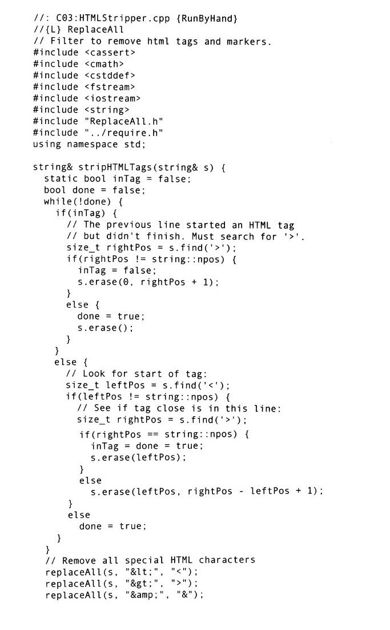 //: C03:HTMLStripper.cpp {RunByHand}
//{L} ReplaceAll
// Filter to remove html tags and markers.
#include <cassert>
#include <cmath>
#include <cstddef>
#include <fstream>
#include <iostream>
#include <string>
#include "ReplaceAll.h"
#include "../require.h"
using namespace std;

string& stripHTMLTags(string& s) {
  static bool inTag = false;
  bool done = false;
  while(!done) {
    if(inTag) {
      // The previous line started an HTML tag
      // but didn't finish. Must search for '>'.
      size_t rightPos = s.find('>');
      if(rightPos != string::npos) {
        inTag = false;
        s.erase(0, rightPos + 1);
      }
      else {
        done = true;
        s.erase();
      }
    }
    else {
      // Look for start of tag:
      size_t leftPos = s.find('<');
      if(leftPos != string::npos) {
        // See if tag close is in this line:
        size_t rightPos = s.find('>');
        if(rightPos == string::npos) {
          inTag = done = true;
          s.erase(leftPos);
        }
        else
          s.erase(leftPos, rightPos - leftPos + 1);
      }
      else
        done = true;
    }
  }
  // Remove all special HTML characters
  replaceAll(s, "&lt;", "<");
  replaceAll(s, "&gt;", ">");
  replaceAll(s, "&amp;", "&");